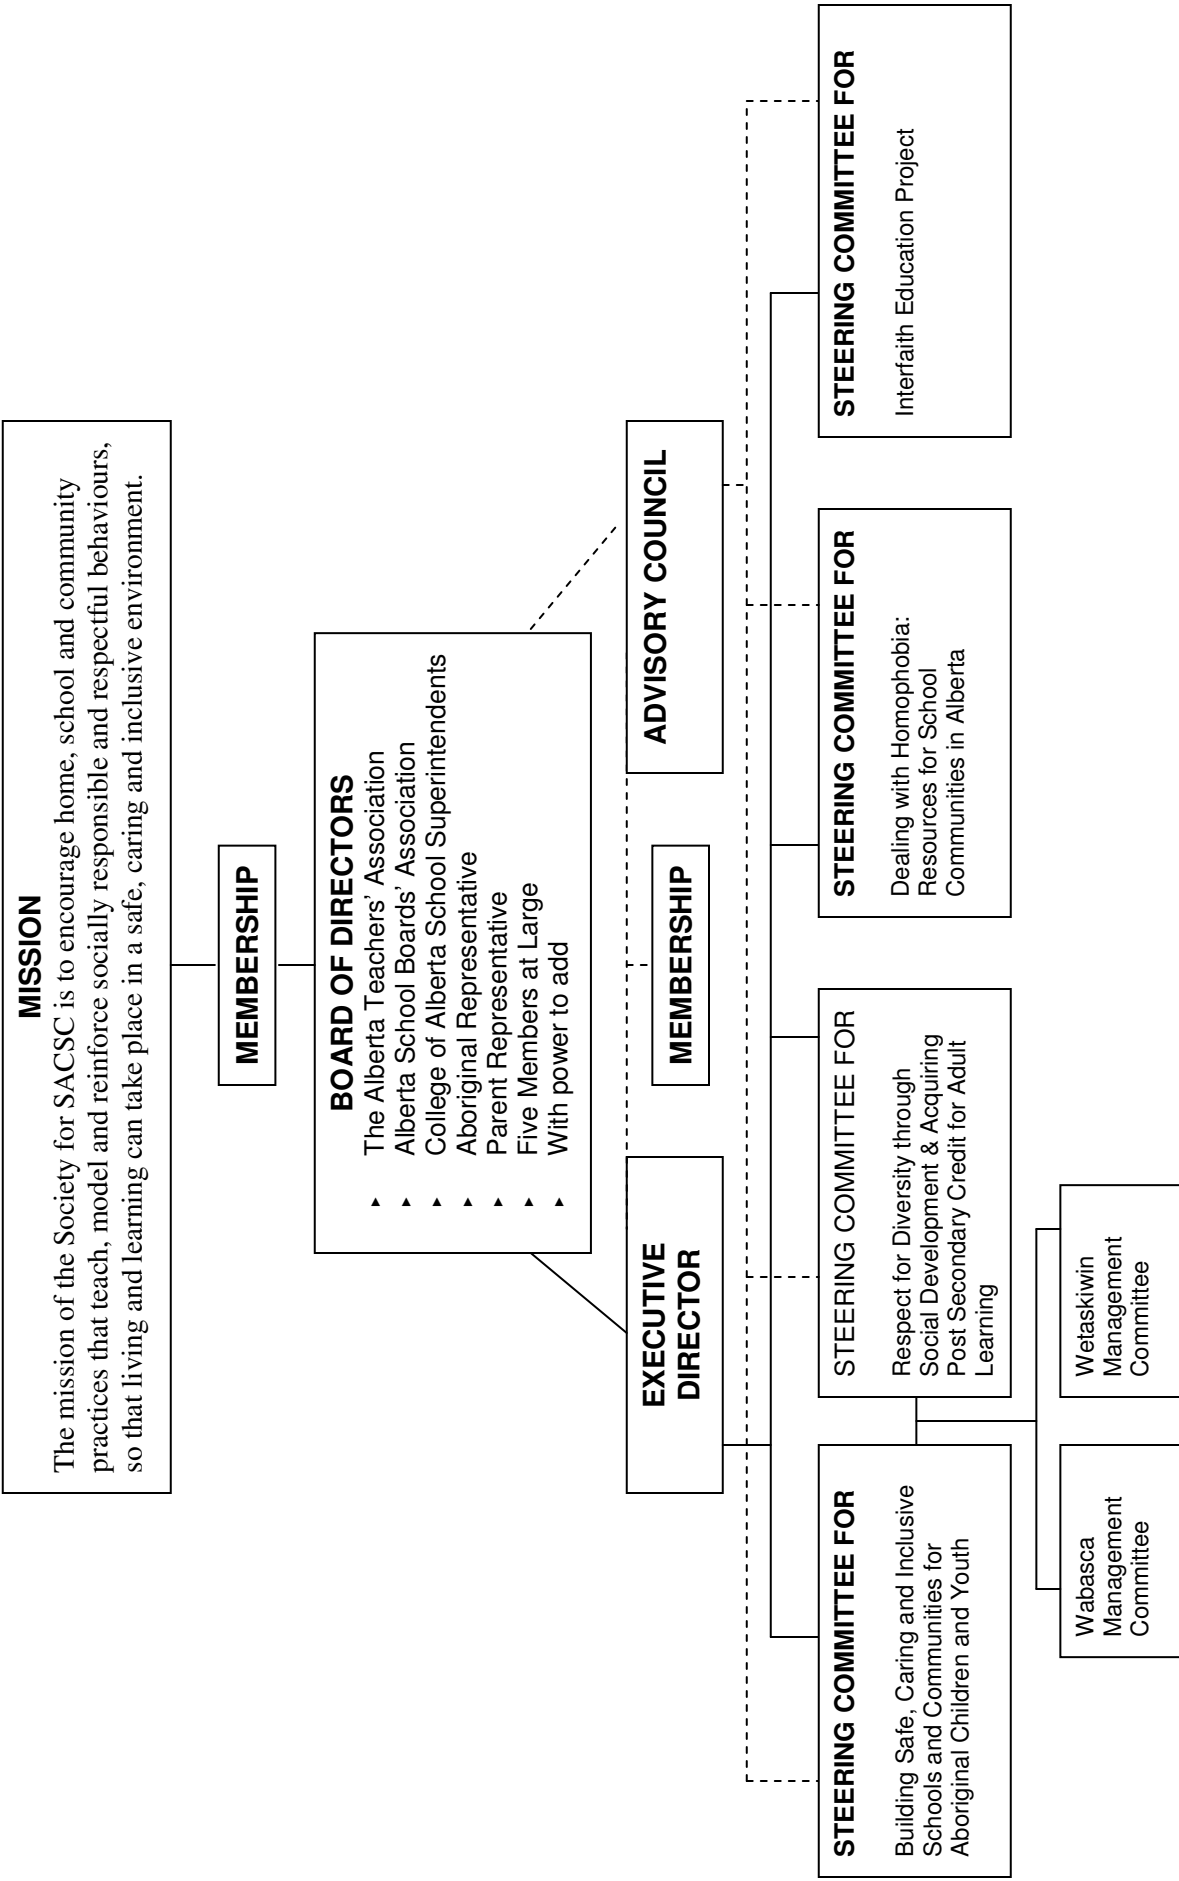 MISSION
The mission of the Society for SACSC is to encourage home, school and community
practices that teach, model and reinforce socially responsible and respectful behaviours,
so that living and learning can take place in a safe, caring and inclusive environment.
MEMBERSHIP
BOARD OF DIRECTORS
The Alberta Teachers' Association
Alberta School Boards' Association
College of Alberta School Superintendents
Aboriginal Representative
Parent Representative
Five Members at Large
With power to add
EXECUTIVE
DIRECTOR
MEMBERSHIP
ADVISORY COUNCIL
STEERING COMMITTEE FOR
Building Safe, Caring and Inclusive
Schools and Communities for
Aboriginal Children and Youth
STEERING COMMITTEE FOR
Respect for Diversity through
Social Development & Acquiring
Post Secondary Credit for Adult
Learning
STEERING COMMITTEE FOR
Dealing with Homophobia:
Resources for School
Communities in Alberta
STEERING COMMITTEE FOR
Interfaith Education Project
Wabasca
Management
Committee
Wetaskiwin
Management
Committee